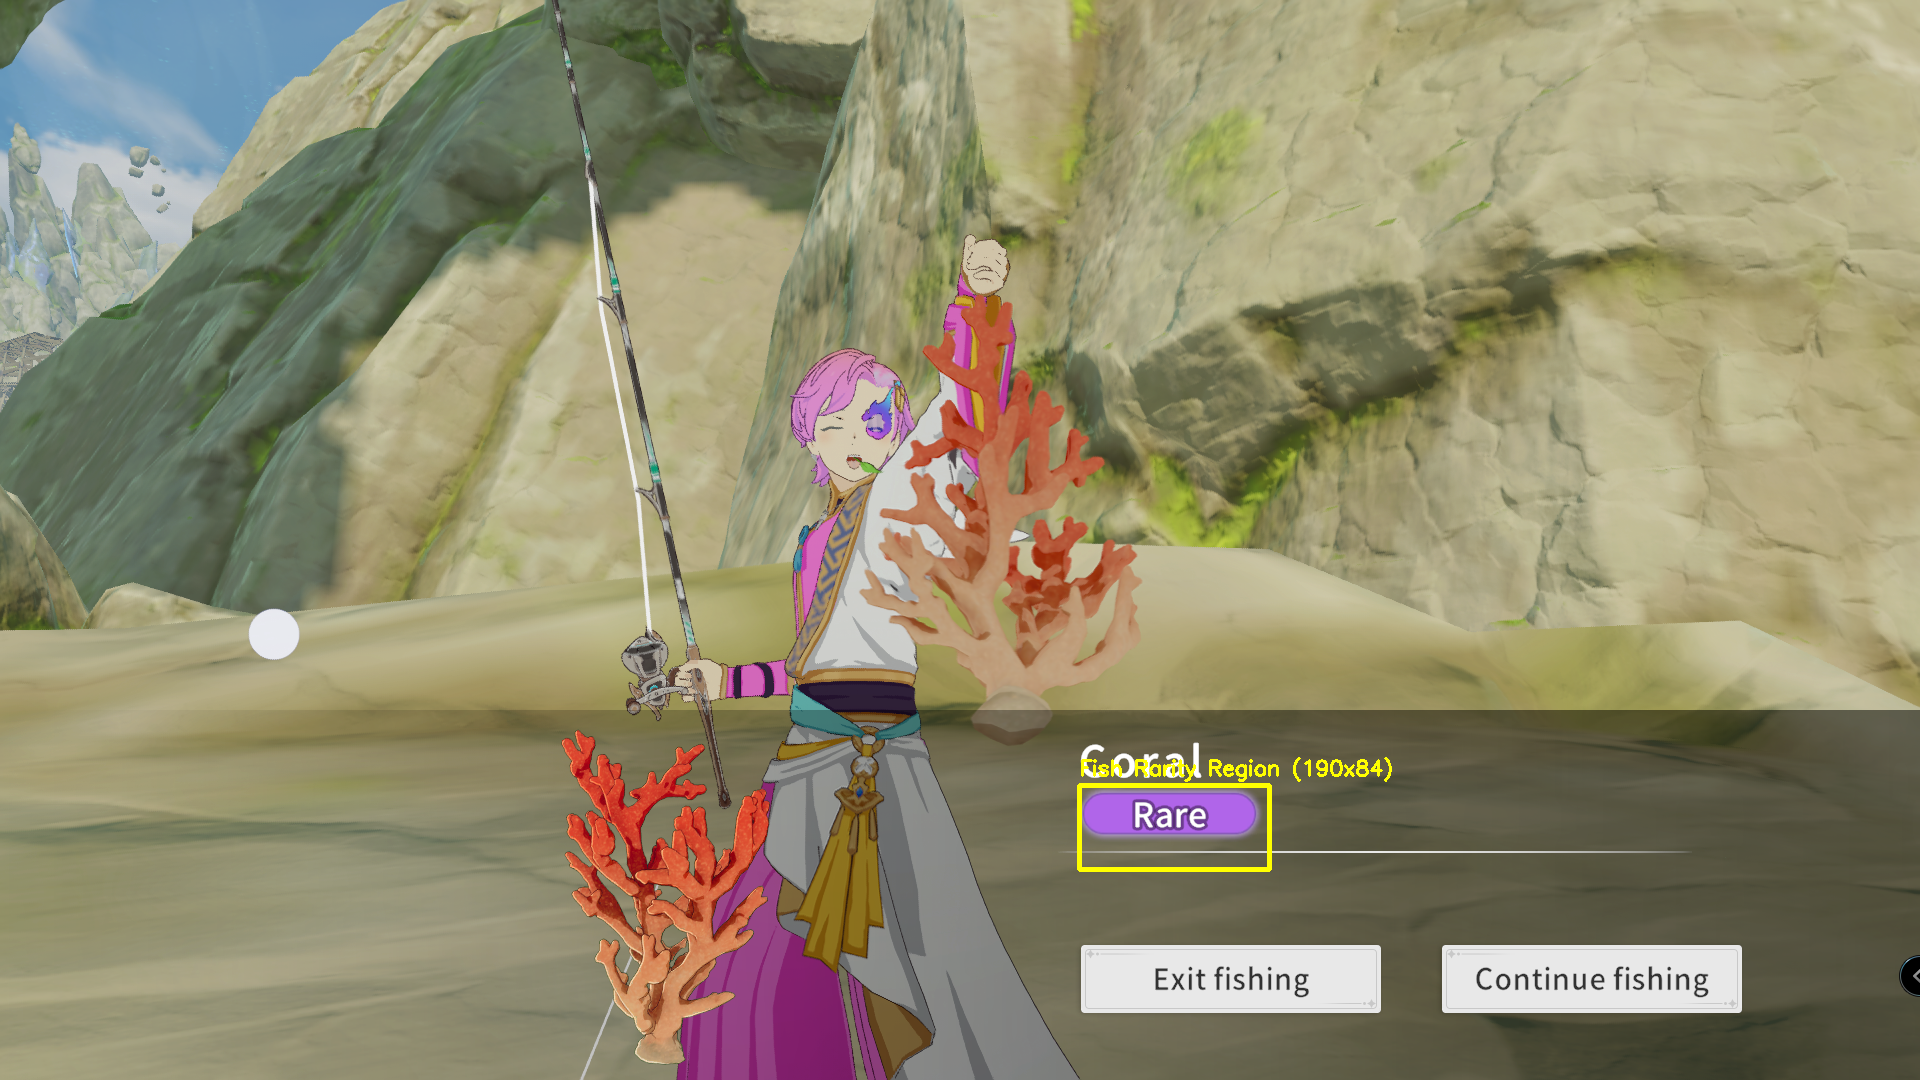 Coral
Fish Rarity Region (190x84)
Rare
Exit fishing
Continue fishing